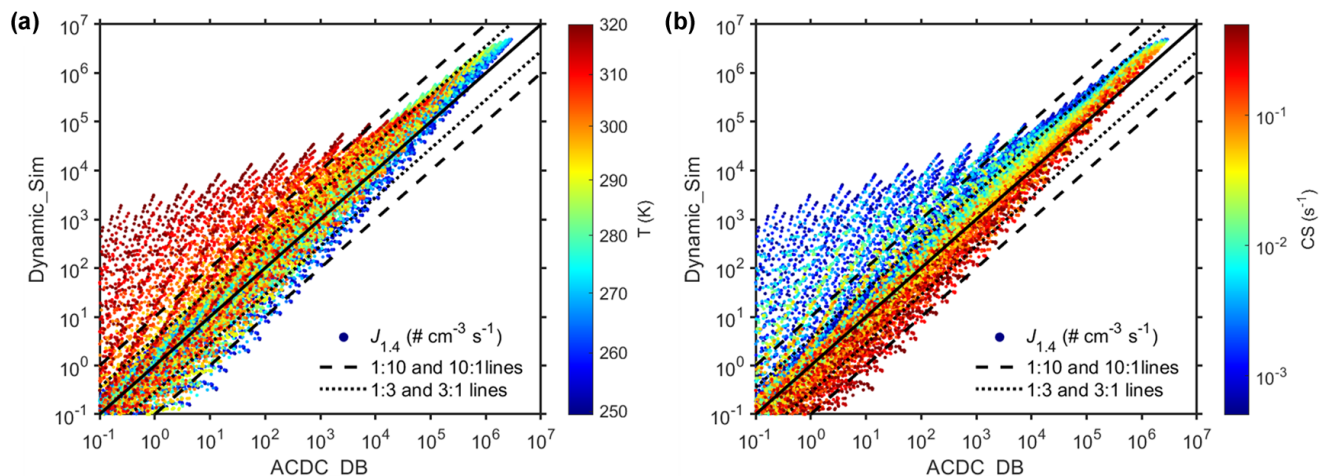 (a)
10^7
10^6
10^5
10^4
10^3
10^2
10^1
10^0
10^-1
Dynamic_Sim
10^-1 10^0 10^1 10^2 10^3 10^4 10^5 10^6 10^7
ACDC_DB
J1.4 (# cm^-3 s^-1)
1:10 and 10:1lines
1:3 and 3:1 lines
320
310
300
290
280
270
260
250
T (K)
(b)
10^7
10^6
10^5
10^4
10^3
10^2
10^1
10^0
10^-1
Dynamic_Sim
10^-1 10^0 10^1 10^2 10^3 10^4 10^5 10^6 10^7
ACDC_DB
J1.4 (# cm^-3 s^-1)
1:10 and 10:1lines
1:3 and 3:1 lines
10^-1
10^-2
10^-3
CS (s^-1)